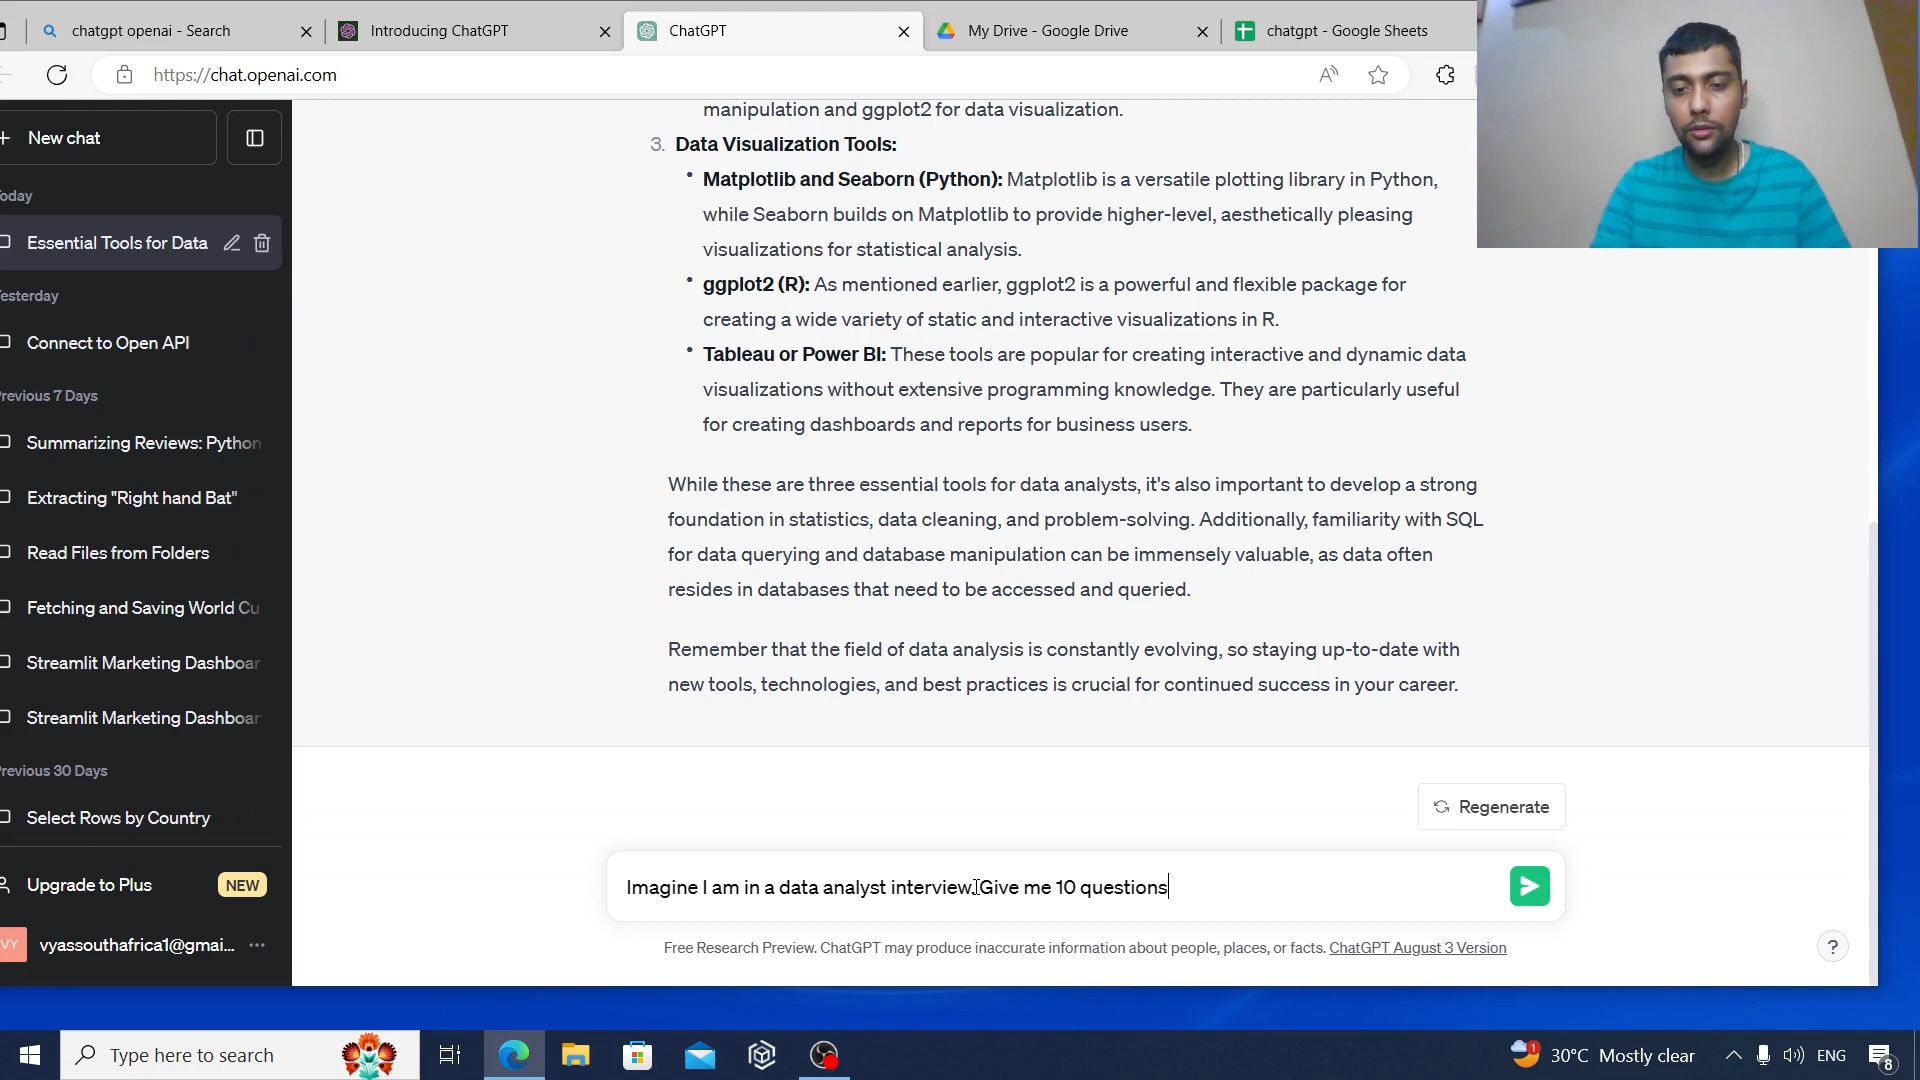 chatgpt openai - Search
Introducing ChatGPT
ChatGPT
My Drive - Google Drive
chatgpt - Google Sheets
https://chat.openai.com
New chat
oday
Essential Tools for Data
esterday
Connect to Open API
revious 7 Days
Summarizing Reviews: Python
Extracting "Right hand Bat"
Read Files from Folders
Fetching and Saving World Cu
Streamlit Marketing Dashboar
Streamlit Marketing Dashboar
revious 30 Days
Select Rows by Country
Upgrade to Plus
NEW
VY
vyassouthafrica1@gmai...
manipulation and ggplot2 for data visualization.
3. Data Visualization Tools:
• Matplotlib and Seaborn (Python): Matplotlib is a versatile plotting library in Python,
while Seaborn builds on Matplotlib to provide higher-level, aesthetically pleasing
visualizations for statistical analysis.
• ggplot2 (R): As mentioned earlier, ggplot2 is a powerful and flexible package for
creating a wide variety of static and interactive visualizations in R.
• Tableau or Power BI: These tools are popular for creating interactive and dynamic data
visualizations without extensive programming knowledge. They are particularly useful
for creating dashboards and reports for business users.
While these are three essential tools for data analysts, it's also important to develop a strong
foundation in statistics, data cleaning, and problem-solving. Additionally, familiarity with SQL
for data querying and database manipulation can be immensely valuable, as data often
resides in databases that need to be accessed and queried.
Remember that the field of data analysis is constantly evolving, so staying up-to-date with
new tools, technologies, and best practices is crucial for continued success in your career.
Regenerate
Imagine I am in a data analyst interview.Give me 10 questions
Free Research Preview. ChatGPT may produce inaccurate information about people, places, or facts. ChatGPT August 3 Version
?
Type here to search
1
30°C Mostly clear
ENG
8